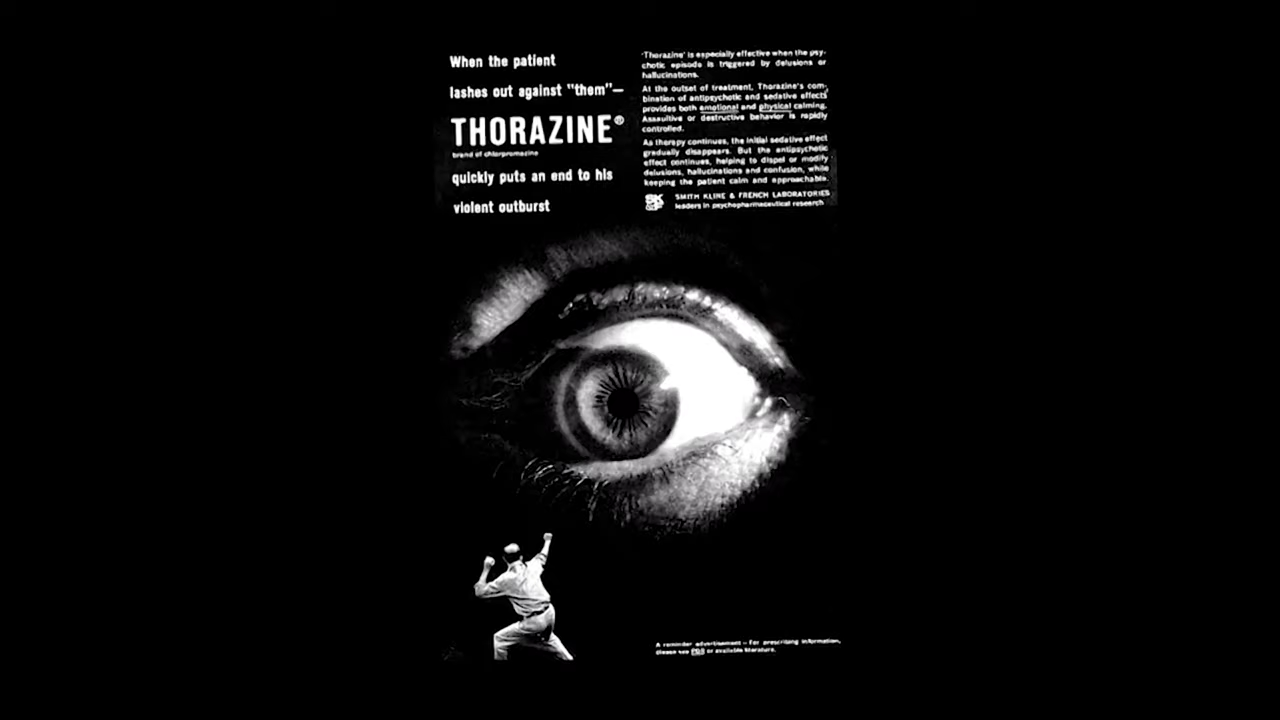 When the patient
lashes out against "them"—
THORAZINE®
brand of chlorpromazine
quickly puts an end to his
violent outburst
'Thorazine' is especially effective when the psy-
chotic episode is triggered by delusions or
hallucinations.
At the outset of treatment, Thorazine's com-
bination of antipsychotic and sedative effects
provides both emotional and physical calming.
Assaultive or destructive behavior is rapidly
controlled.
As therapy continues, the initial sedative effect
gradually disappears. But the antipsychotic
effect continues, helping to dispel or modify
delusions, hallucinations and confusion, while
keeping the patient calm and approachable.
SK
SMITH KLINE & FRENCH LABORATORIES
leaders in psychopharmaceutical research
A reminder advertisement—For prescribing information,
please see PDR or available literature.